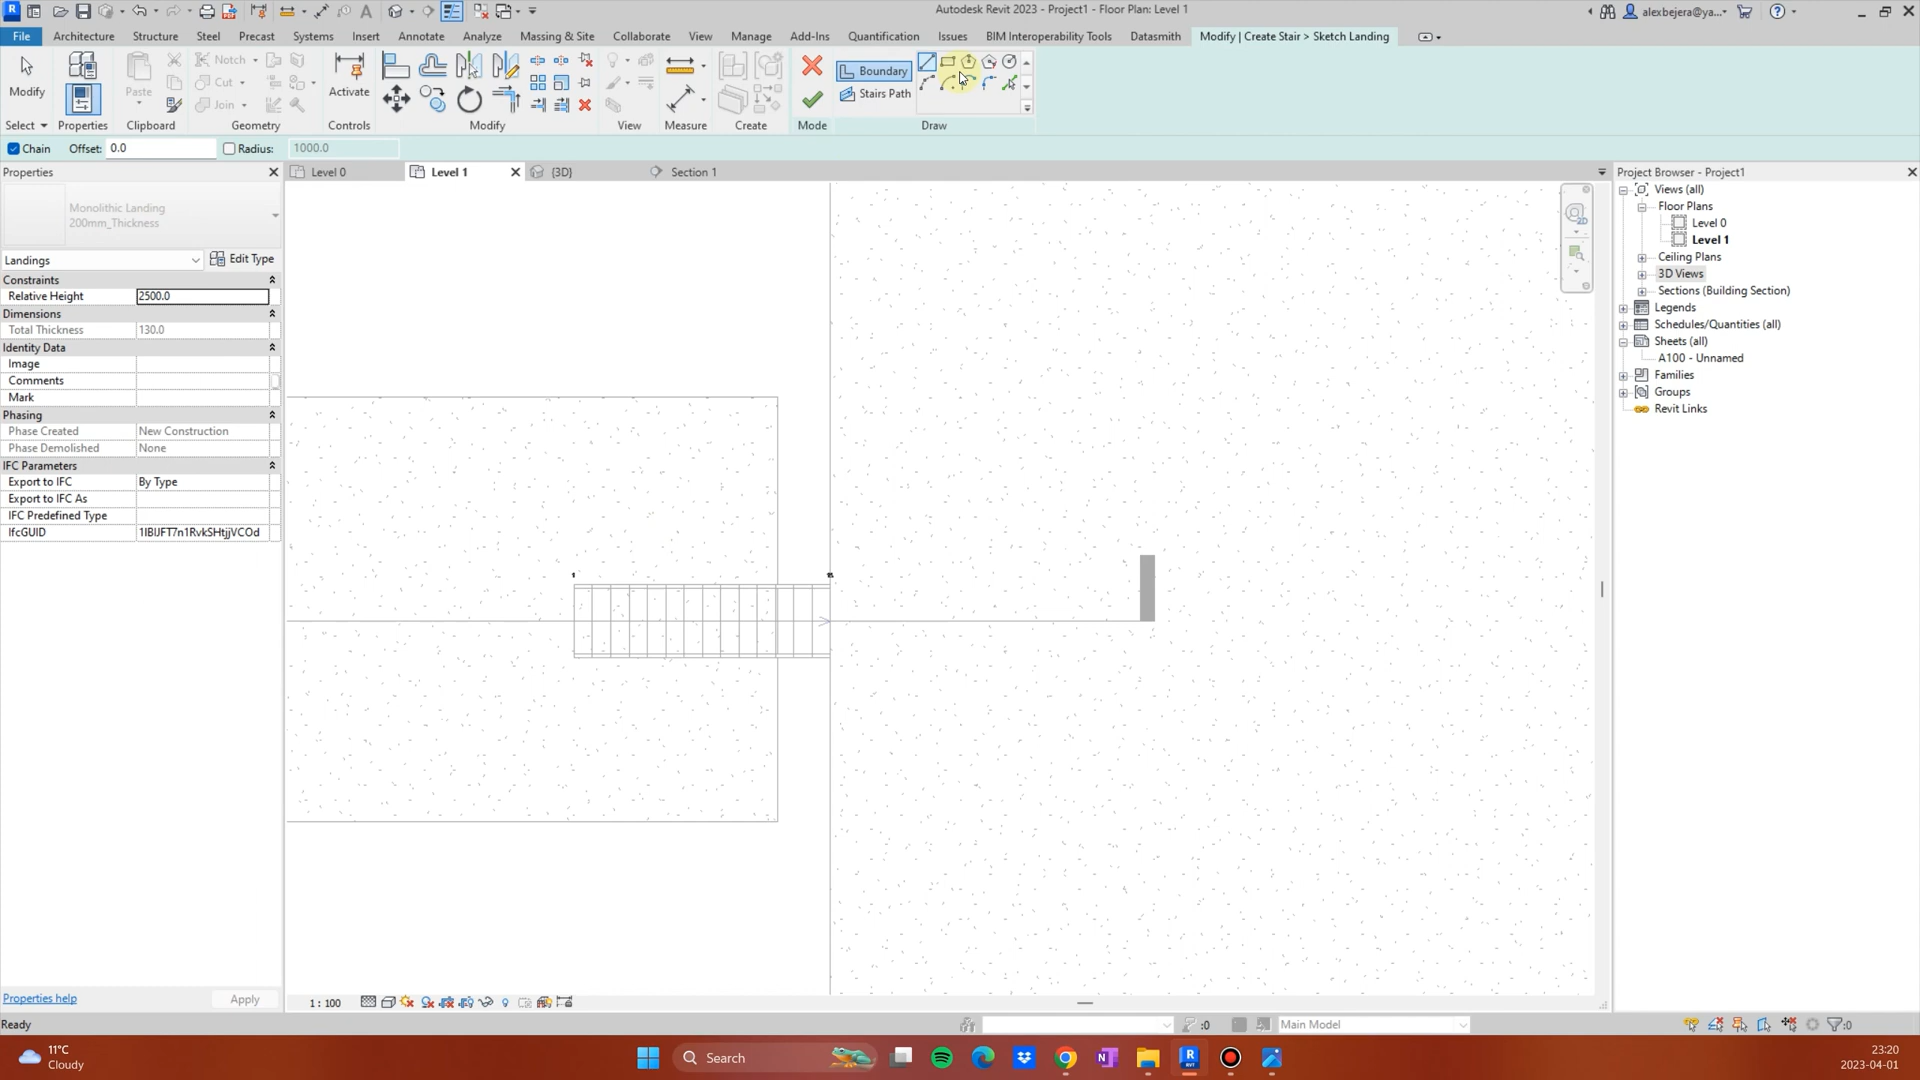 Autodesk Revit 2023 - Project1 - Floor Plan: Level 1
alexbejera@ya...
File Architecture Structure Steel Precast Systems Insert Annotate Analyze Massing & Site Collaborate View Manage Add-Ins Quantification Issues BIM Interoperability Tools Datasmith Modify | Create Stair > Sketch Landing
Modify
Paste
Notch
Cut
Join
Activate
Boundary
Stairs Path
Select Properties Clipboard Geometry Controls Modify View Measure Create Mode Draw
Chain Offset: 0.0 Radius: 1000.0
Properties
Level 0 Level 1 {3D} Section 1
Monolithic Landing
200mm_Thickness
Landings Edit Type
Constraints
Relative Height 2500.0
Dimensions
Total Thickness 130.0
Identity Data
Image
Comments
Mark
Phasing
Phase Created New Construction
Phase Demolished None
IFC Parameters
Export to IFC By Type
Export to IFC As
IFC Predefined Type
IfcGUID
Properties help Apply
1
2D
Project Browser - Project1
Views (all)
Floor Plans
Level 0
Level 1
Ceiling Plans
3D Views
Sections (Building Section)
Legends
Schedules/Quantities (all)
Sheets (all)
A100 - Unnamed
Families
Groups
Revit Links
1 : 100
Ready
:0
Main Model
:0
11°C
Cloudy
Search
23:20
2023-04-01